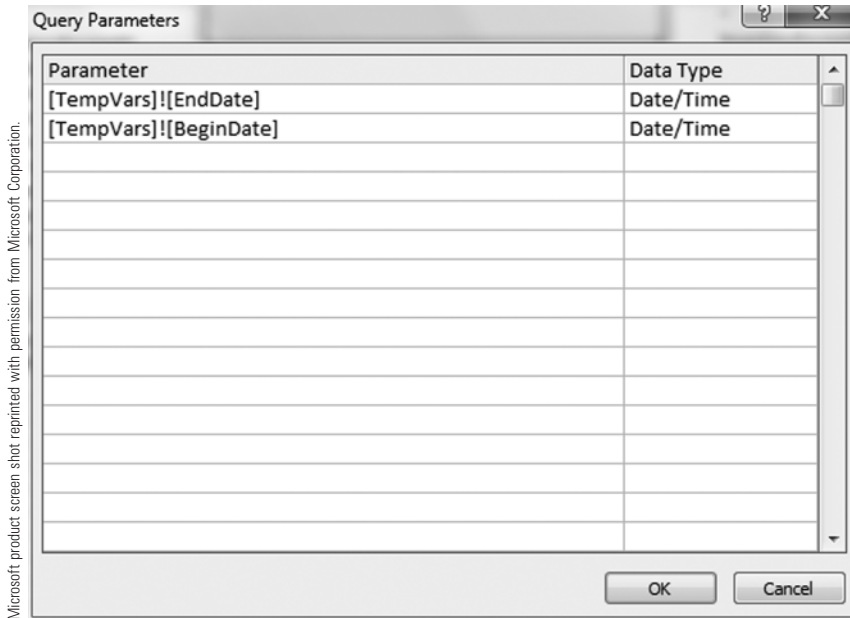 Query Parameters
?
X
Parameter Data Type
[TempVars]![EndDate] Date/Time
[TempVars]![BeginDate] Date/Time
OK Cancel
Microsoft product screen shot reprinted with permission from Microsoft Corporation.